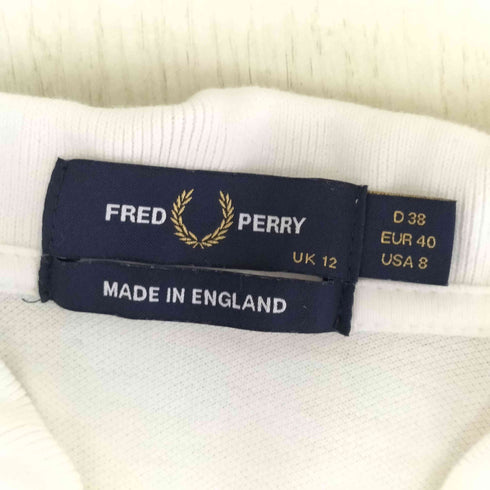 FRED PERRY
UK 12
MADE IN ENGLAND
D 38
EUR 40
USA 8